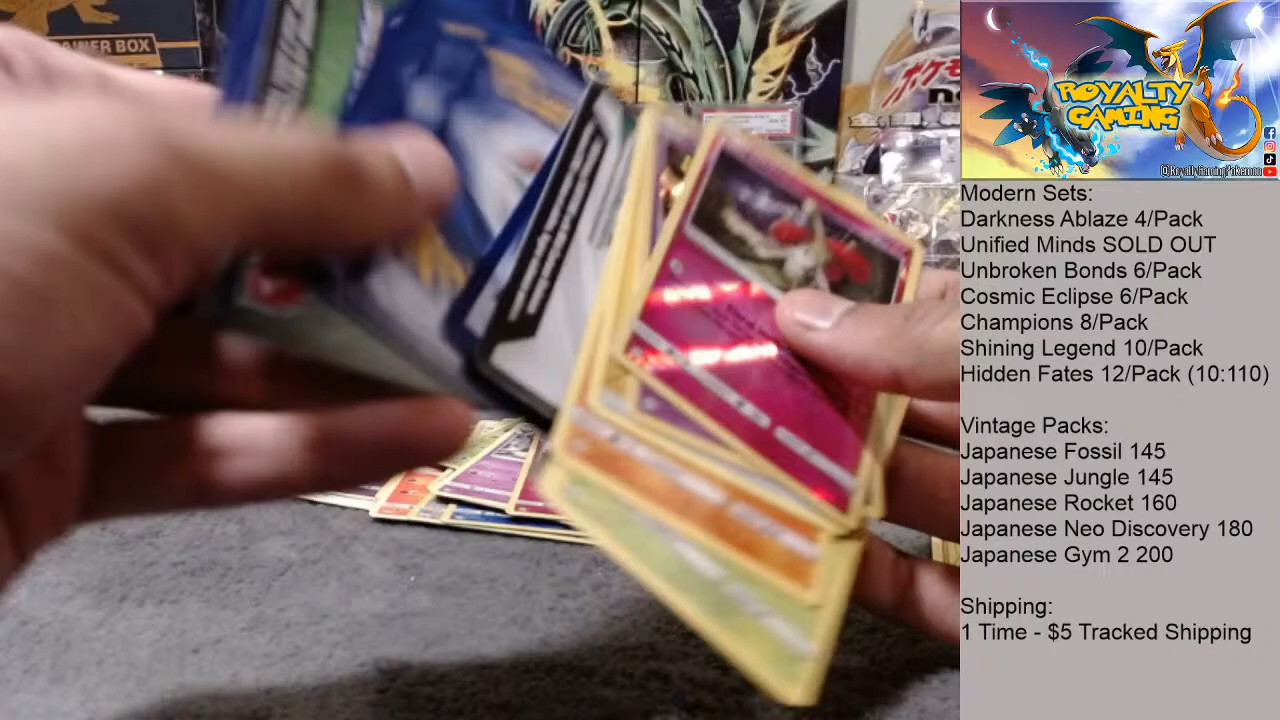 TRAINER BOX
ROYALTY
GAMING
@RoyaltyGamingPokemon
Modern Sets:
Darkness Ablaze 4/Pack
Unified Minds SOLD OUT
Unbroken Bonds 6/Pack
Cosmic Eclipse 6/Pack
Champions 8/Pack
Shining Legend 10/Pack
Hidden Fates 12/Pack (10:110)
Vintage Packs:
Japanese Fossil 145
Japanese Jungle 145
Japanese Rocket 160
Japanese Neo Discovery 180
Japanese Gym 2 200
Shipping:
1 Time - $5 Tracked Shipping